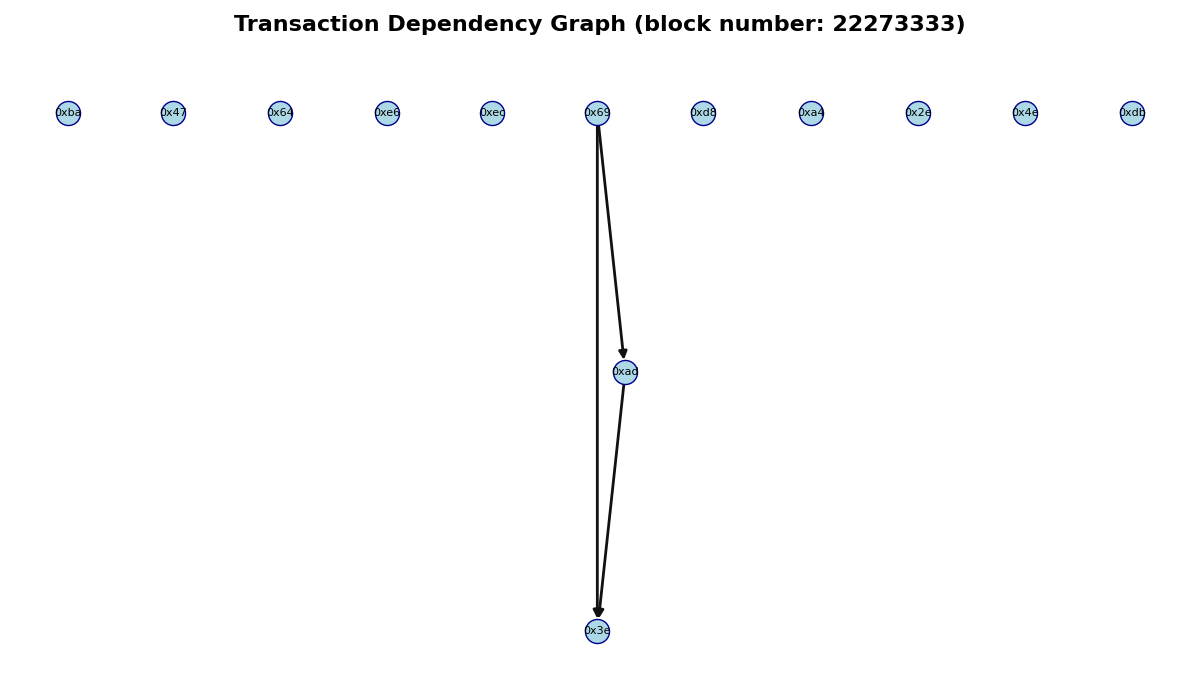 Transaction Dependency Graph (block number: 22273333)
0xba 0x47 0x64 0xe6 0xec 0x69 0xd8 0xa4 0x2e 0x4e 0xdb
0xad
0x3e